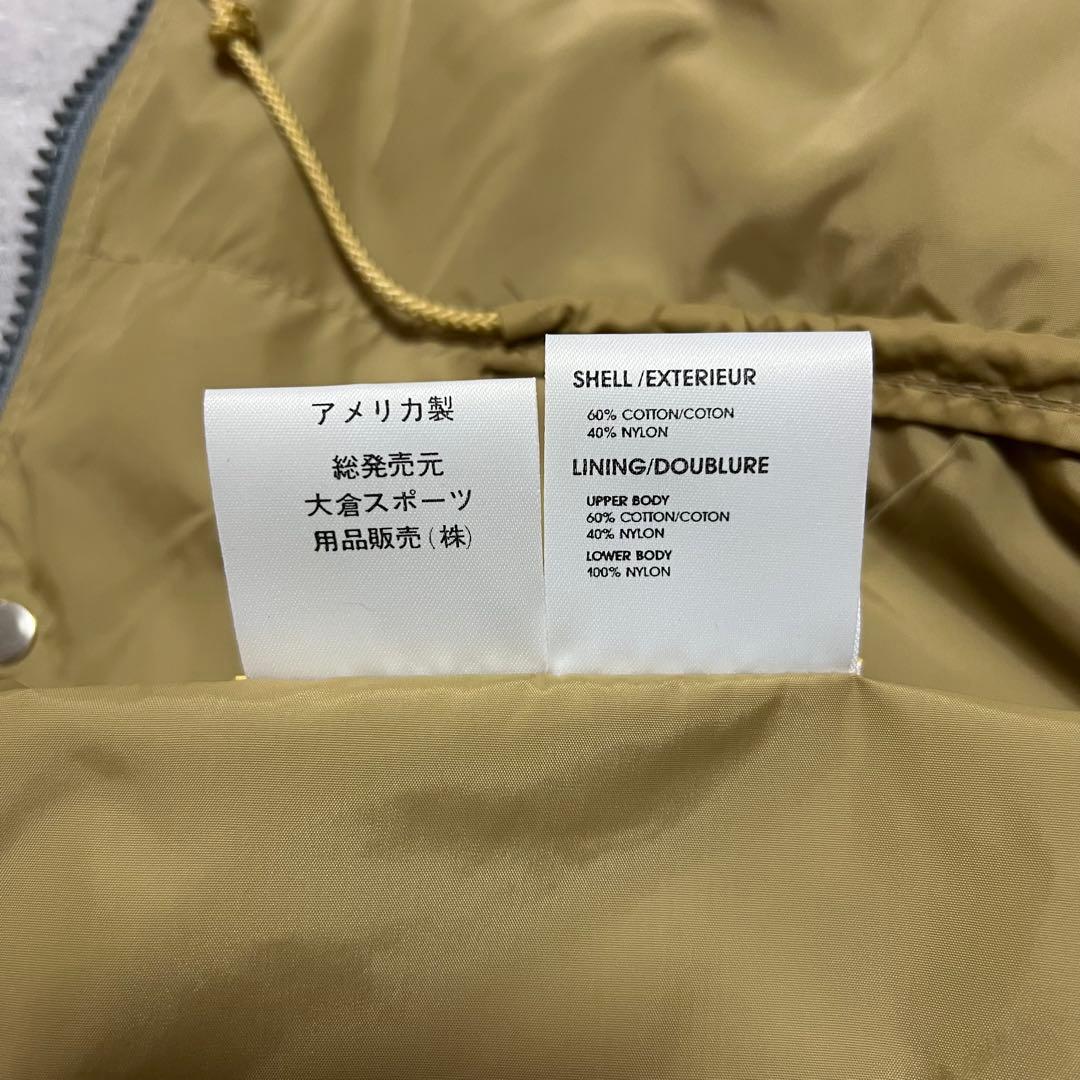 アメリカ製
総発売元
大倉スポーツ
用品販売(株)
SHELL /EXTERIEUR
60% COTTON/COTON
40% NYLON
LINING/DOUBLURE
UPPER BODY
60% COTTON/COTON
40% NYLON
LOWER BODY
100% NYLON